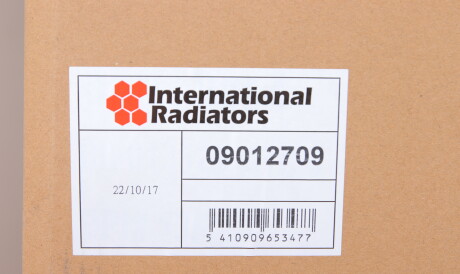 International
Radiators
09012709
22/10/17
5 410909653477